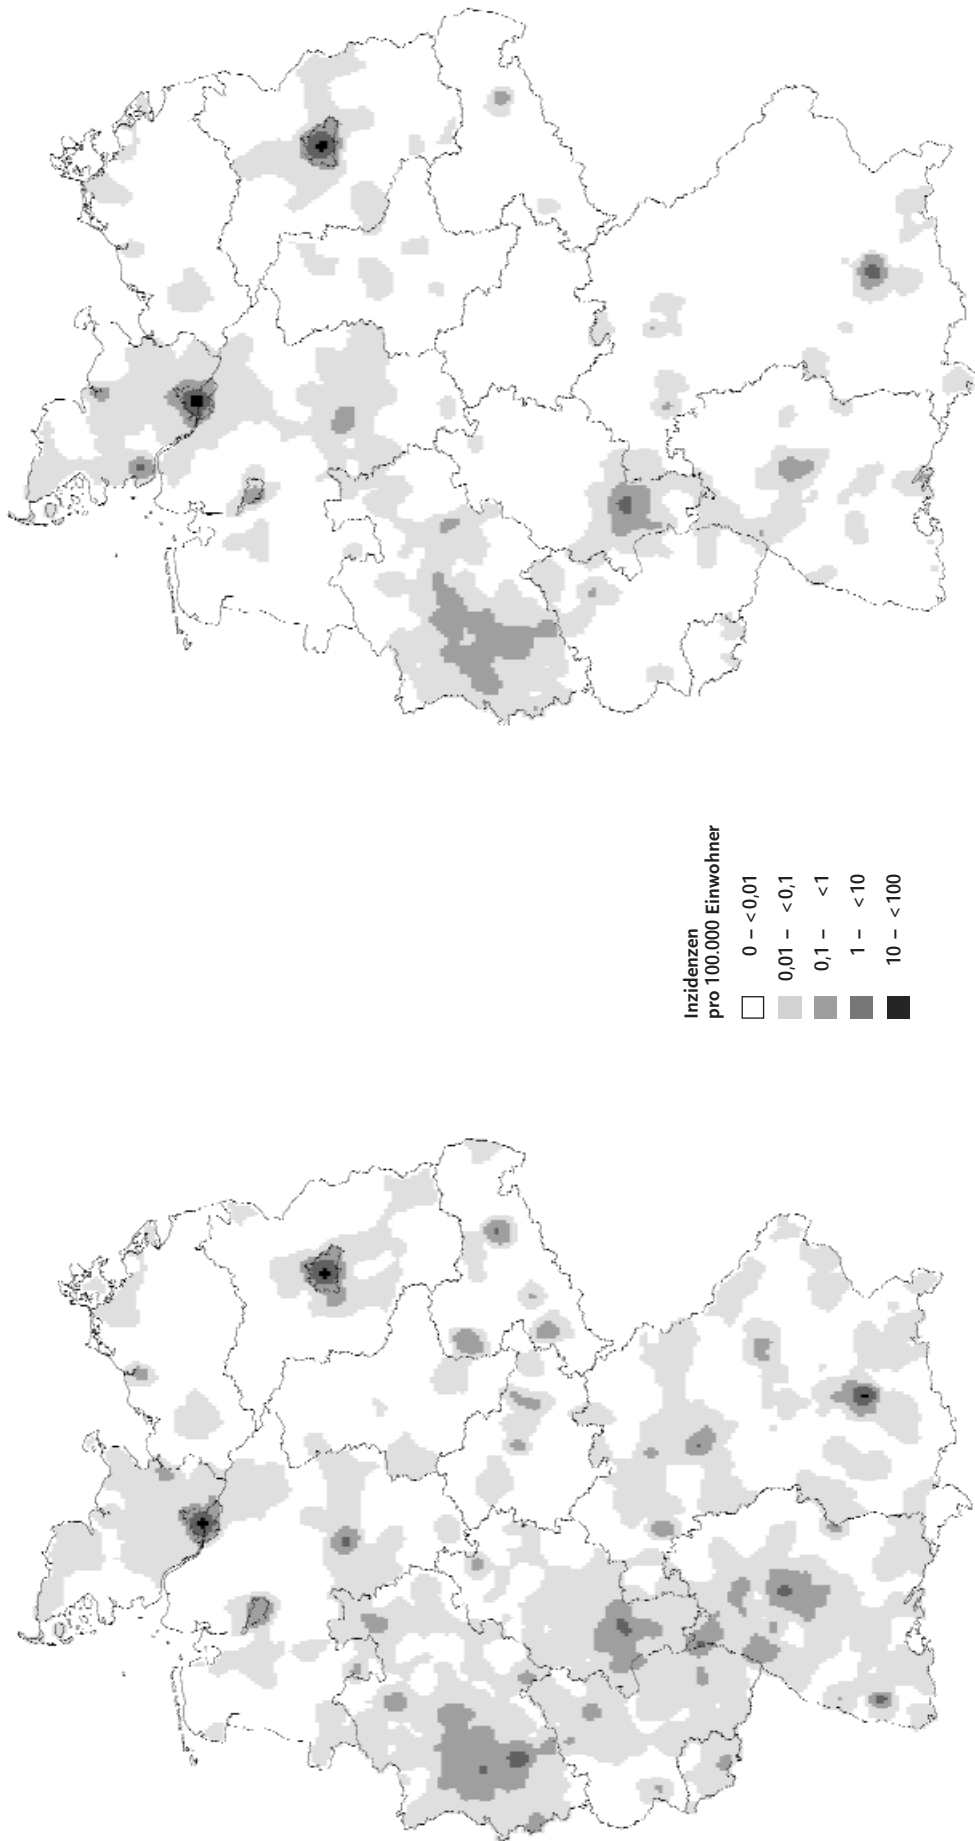 Inzidenzen
pro 100.000 Einwohner
0 – < 0,01
0,01 – < 0,1
0,1 – < 1
1 – < 10
10 – < 100